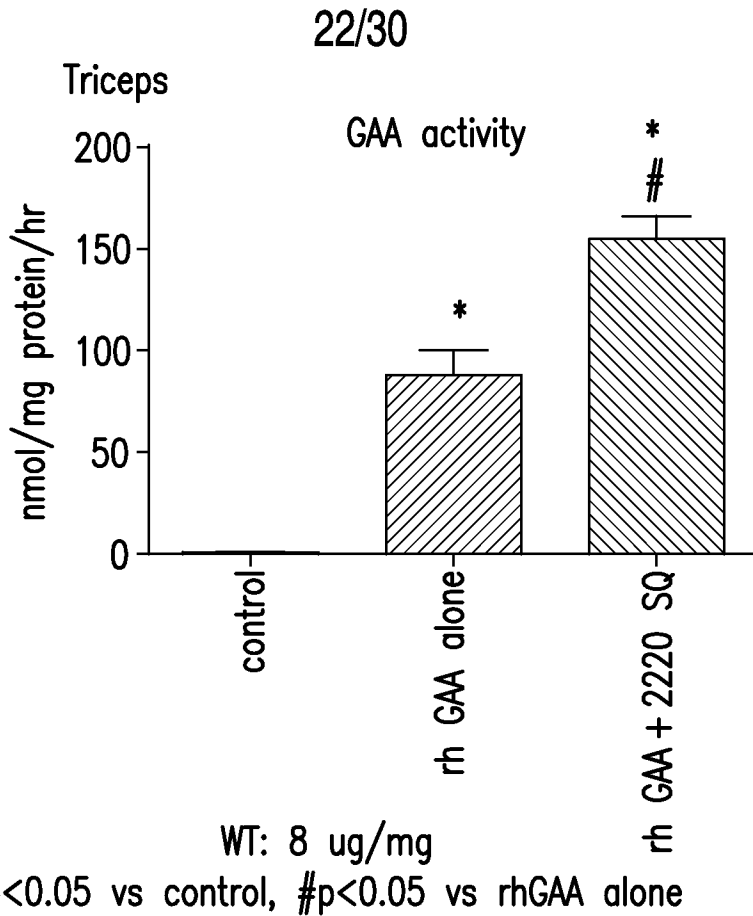 22/30
Triceps
GAA activity
*
#
*
200
150
100
50
0
nmol/mg protein/hr
control
rh GAA alone
rh GAA+2220 SQ
WT: 8 ug/mg
<0.05 vs control, #p<0.05 vs rhGAA alone